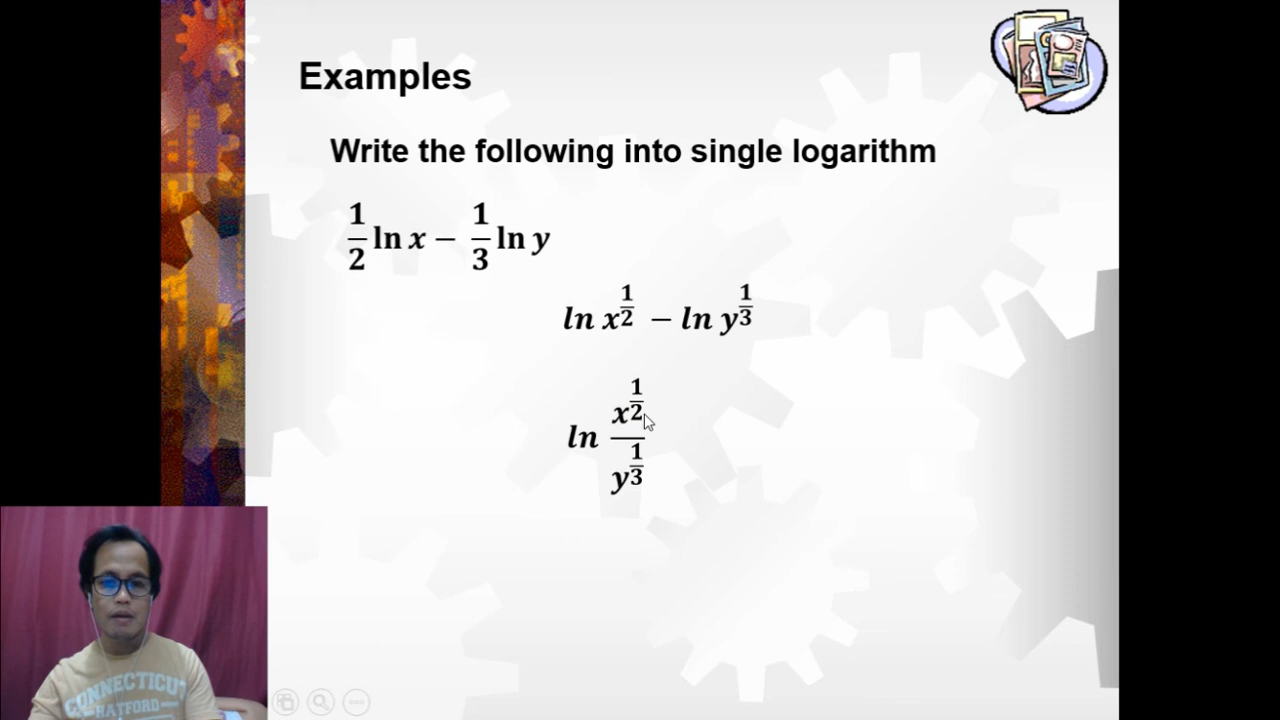 Examples
Write the following into single logarithm
1/2 ln x − 1/3 ln y
ln x^(1/2) − ln y^(1/3)
ln x^(1/2) / y^(1/3)
CONNECTICUT
HARTFORD